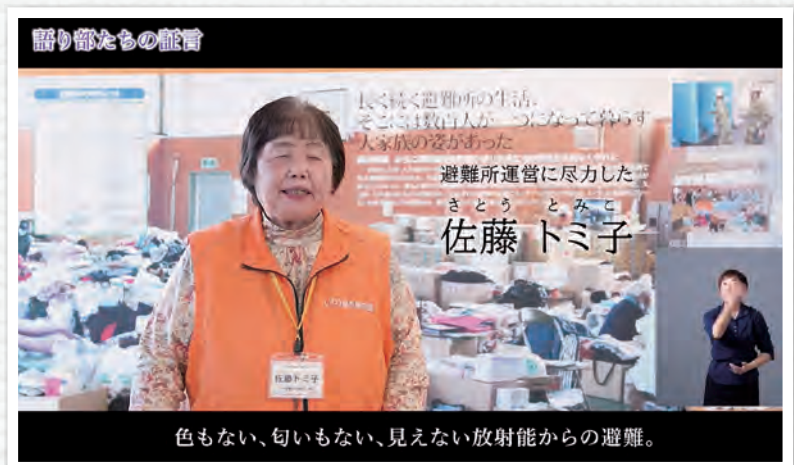 語り部たちの証言
長く続く避難所の生活。
そこには数百人が一つになって暮らす
大家族の姿があった
避難所運営に尽力した
さとう とみこ
佐藤 トミ子
佐藤トミ子
色もない、匂いもない、見えない放射能からの避難。